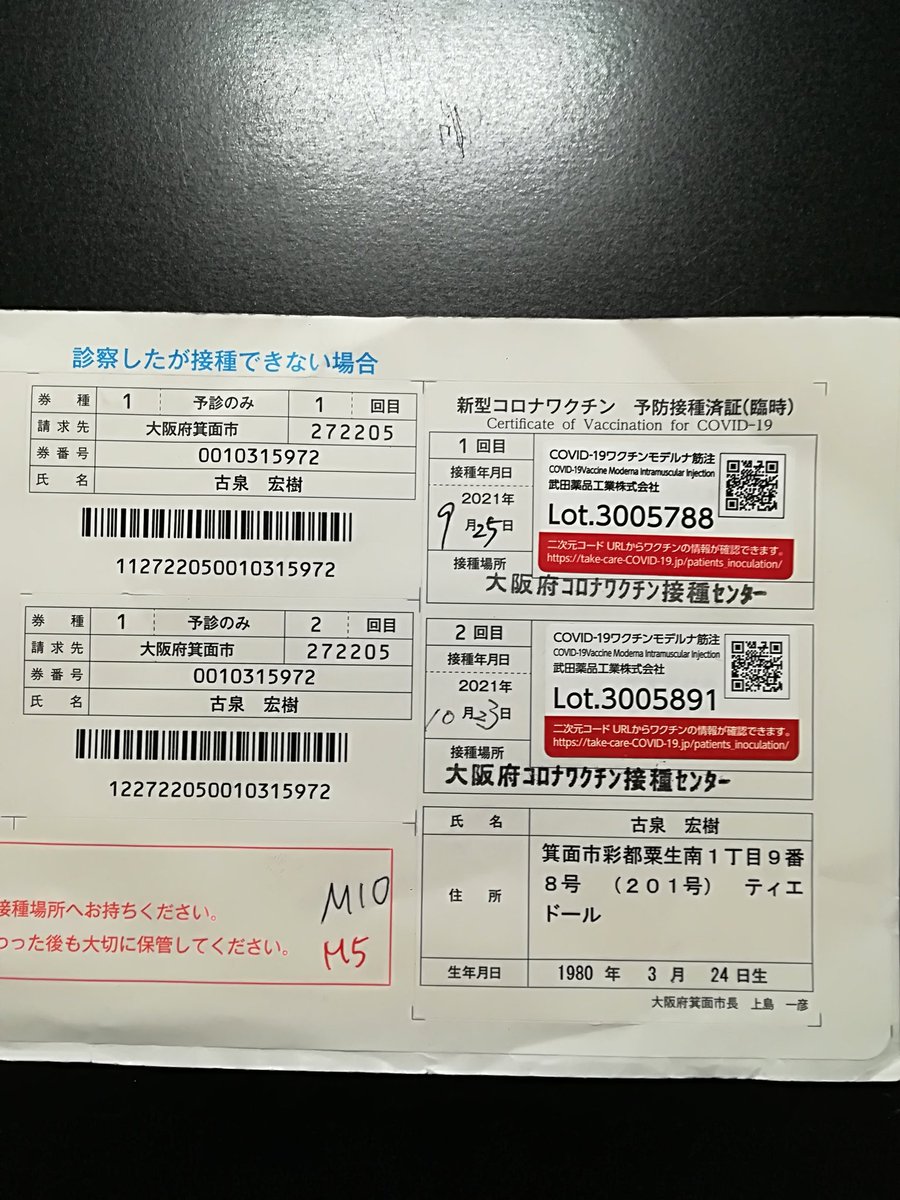 診察したが接種できない場合
券種 1 予診のみ 1 回目
請求先 大阪府箕面市 272205
券番号 0010315972
氏名 古泉 宏樹
112722050010315972
券種 1 予診のみ 2 回目
請求先 大阪府箕面市 272205
券番号 0010315972
氏名 古泉 宏樹
122722050010315972
接種場所へお持ちください。
わった後も大切に保管してください。
M10
M5
新型コロナワクチン 予防接種済証(臨時)
Certificate of Vaccination for COVID-19
1回目
接種年月日
2021年
9月25日
接種場所
大阪府コロナワクチン接種センター
COVID-19ワクチンモデルナ筋注
COVID-19Vaccine Moderna Intramuscular Injection
武田薬品工業株式会社
Lot.3005788
二次元コード URLからワクチンの情報が確認できます。
https://take-care-COVID-19.jp/patients_inoculation/
2回目
接種年月日
2021年
10月23日
接種場所
大阪府コロナワクチン接種センター
COVID-19ワクチンモデルナ筋注
COVID-19Vaccine Moderna Intramuscular Injection
武田薬品工業株式会社
Lot.3005891
二次元コード URLからワクチンの情報が確認できます。
https://take-care-COVID-19.jp/patients_inoculation/
氏名 古泉 宏樹
住所
箕面市彩都粟生南1丁目9番
8号 (201号) ティエ
ドール
生年月日 1980年 3月 24日生
大阪府箕面市長 上島 一彦